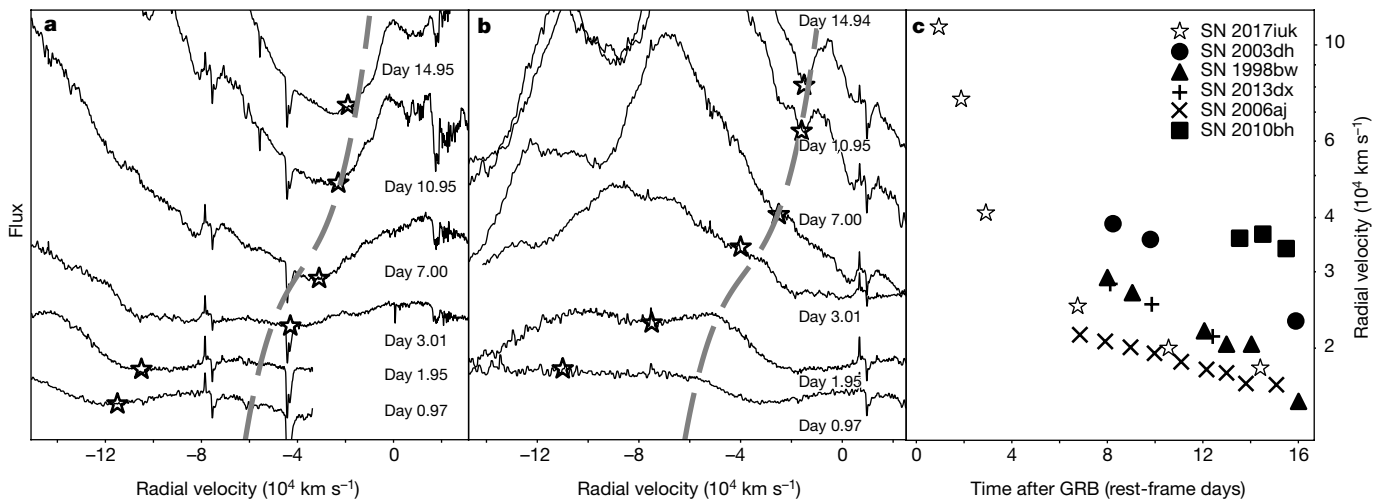 a
Flux
Day 14.95
Day 10.95
Day 7.00
Day 3.01
Day 1.95
Day 0.97
−12
−8
−4
0
Radial velocity (10⁴ km s⁻¹)
b
Day 14.94
Day 10.95
Day 7.00
Day 3.01
Day 1.95
Day 0.97
−12
−8
−4
0
Radial velocity (10⁴ km s⁻¹)
c
SN 2017iuk
SN 2003dh
SN 1998bw
SN 2013dx
SN 2006aj
SN 2010bh
10
6
4
3
2
Radial velocity (10⁴ km s⁻¹)
0
4
8
12
16
Time after GRB (rest-frame days)